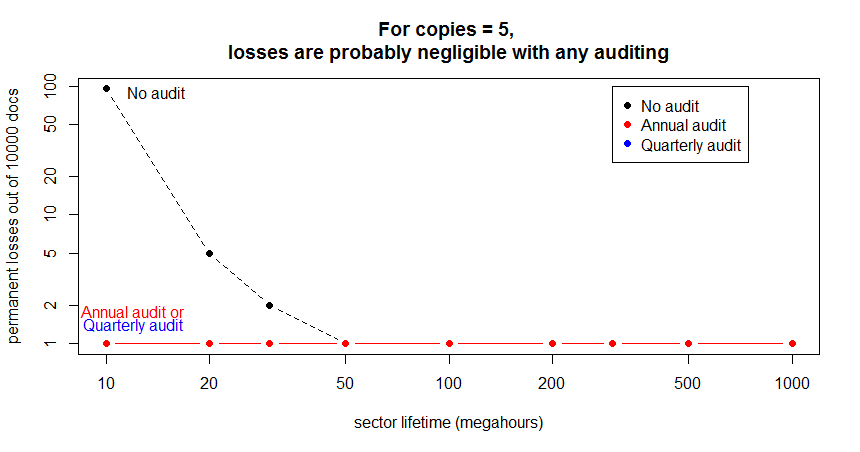 For copies = 5,
losses are probably negligible with any auditing
permanent losses out of 10000 docs
100
50
20
10
5
2
1
No audit
Annual audit or
Quarterly audit
No audit
Annual audit
Quarterly audit
10 20 50 100 200 500 1000
sector lifetime (megahours)